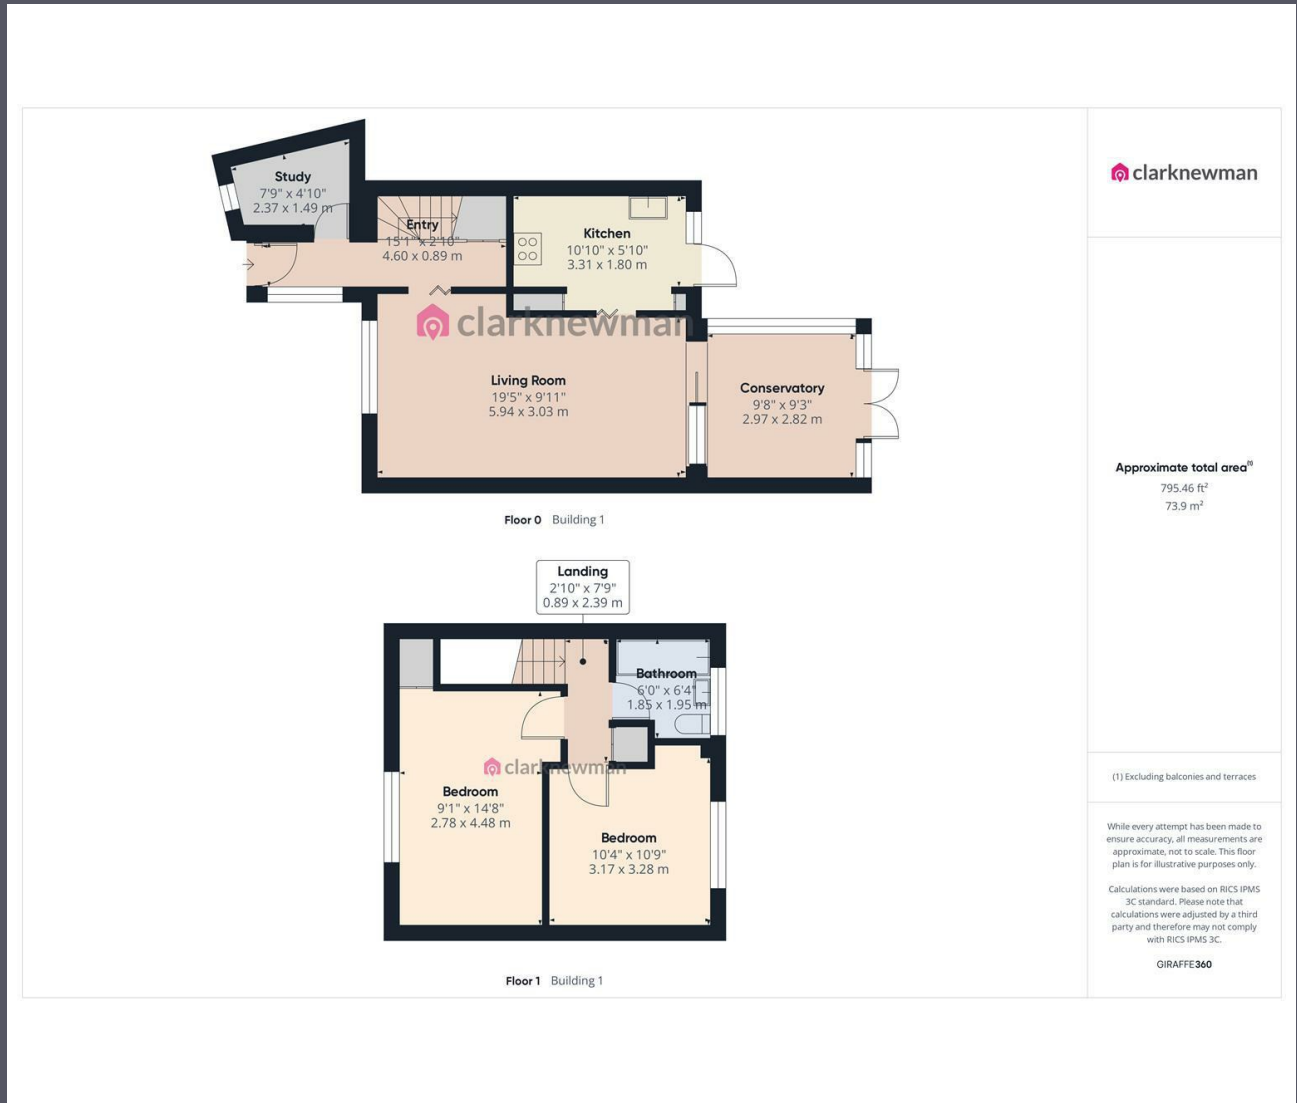 Study
7'9" x 4'10"
2.37 x 1.49 m
Entry
15'1" x 2'10"
4.60 x 0.89 m
Kitchen
10'10" x 5'10"
3.31 x 1.80 m
clarknewman
Living Room
19'5" x 9'11"
5.94 x 3.03 m
Conservatory
9'8" x 9'3"
2.97 x 2.82 m
Floor 0 Building 1
Landing
2'10" x 7'9"
0.89 x 2.39 m
Bathroom
6'0" x 6'4"
1.85 x 1.95 m
clarknewman
Bedroom
9'1" x 14'8"
2.78 x 4.48 m
Bedroom
10'4" x 10'9"
3.17 x 3.28 m
Floor 1 Building 1
clarknewman
Approximate total area(1)
795.46 ft²
73.9 m²
(1) Excluding balconies and terraces
While every attempt has been made to
ensure accuracy, all measurements are
approximate, not to scale. This floor
plan is for illustrative purposes only.
Calculations were based on RICS IPMS
3C standard. Please note that
calculations were adjusted by a third
party and therefore may not comply
with RICS IPMS 3C.
GIRAFFE360